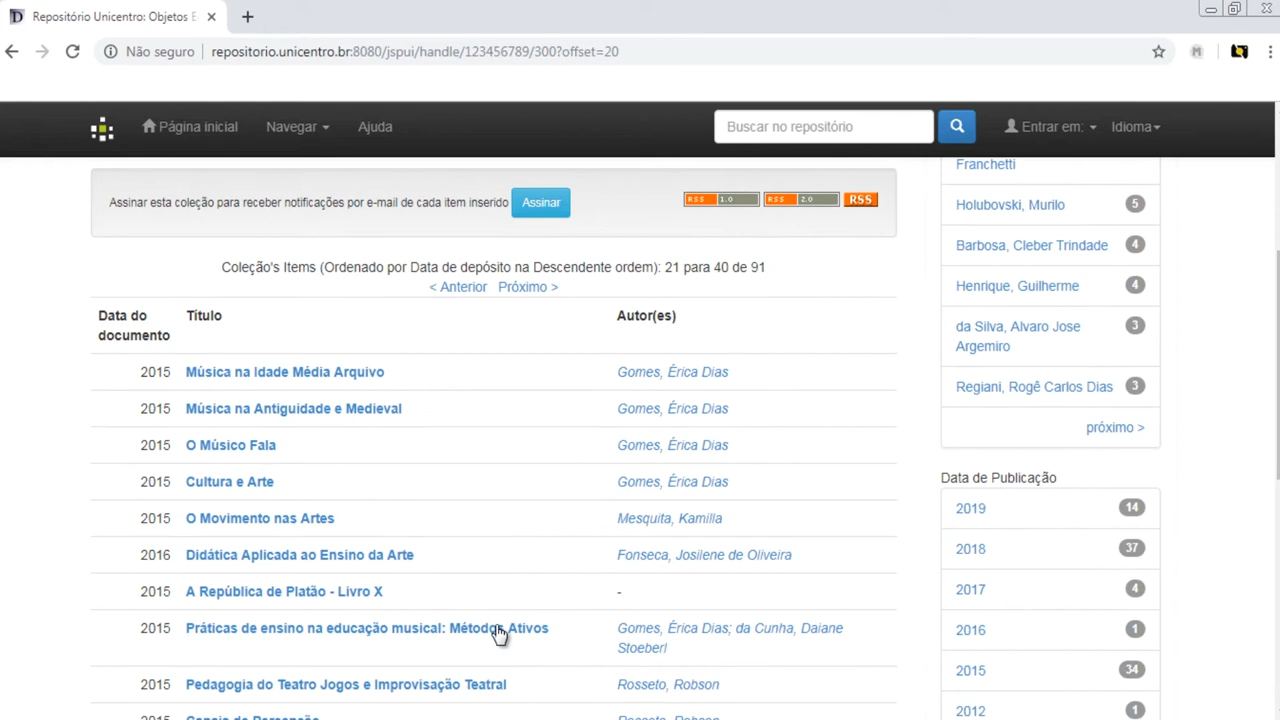 Repositório Unicentro: Objetos E
Não seguro
repositorio.unicentro.br:8080/jspui/handle/123456789/300?offset=20
M
Página inicial
Navegar
Ajuda
Buscar no repositório
Entrar em:
Idioma
Assinar esta coleção para receber notificações por e-mail de cada item inserido
Assinar
RSS 1.0
RSS 2.0
RSS
Coleção's Items (Ordenado por Data de depósito na Descendente ordem): 21 para 40 de 91
< Anterior Próximo >
Data do documento Título Autor(es)
2015 Música na Idade Média Arquivo Gomes, Érica Dias
2015 Música na Antiguidade e Medieval Gomes, Érica Dias
2015 O Músico Fala Gomes, Érica Dias
2015 Cultura e Arte Gomes, Érica Dias
2015 O Movimento nas Artes Mesquita, Kamilla
2016 Didática Aplicada ao Ensino da Arte Fonseca, Josilene de Oliveira
2015 A República de Platão - Livro X -
2015 Práticas de ensino na educação musical: Métodos Ativos Gomes, Érica Dias; da Cunha, Daiane
Stoeberl
2015 Pedagogia do Teatro Jogos e Improvisação Teatral Rosseto, Robson
Franchetti
Holubovski, Murilo 5
Barbosa, Cleber Trindade 4
Henrique, Guilherme 4
da Silva, Alvaro Jose 3
Argemiro
Regiani, Rogê Carlos Dias 3
próximo >
Data de Publicação
2019 14
2018 37
2017 4
2016 1
2015 34
2012 1